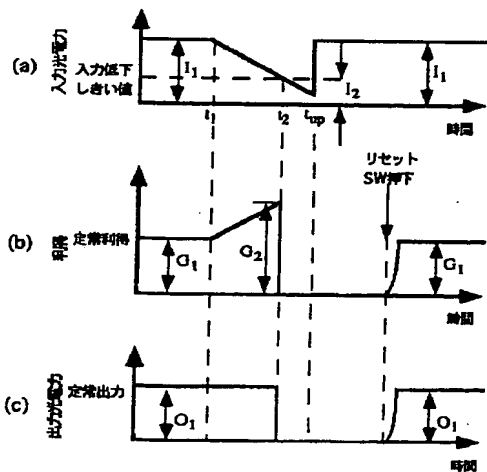 (a)
入力光電力
入力低下
しきい値
I1
I2
I1
t1
t2
tup
時間
リセット
SW押下
(b)
利得
定常利得
G1
G2
G1
時間
(c)
出力光電力
定常出力
O1
O1
時間